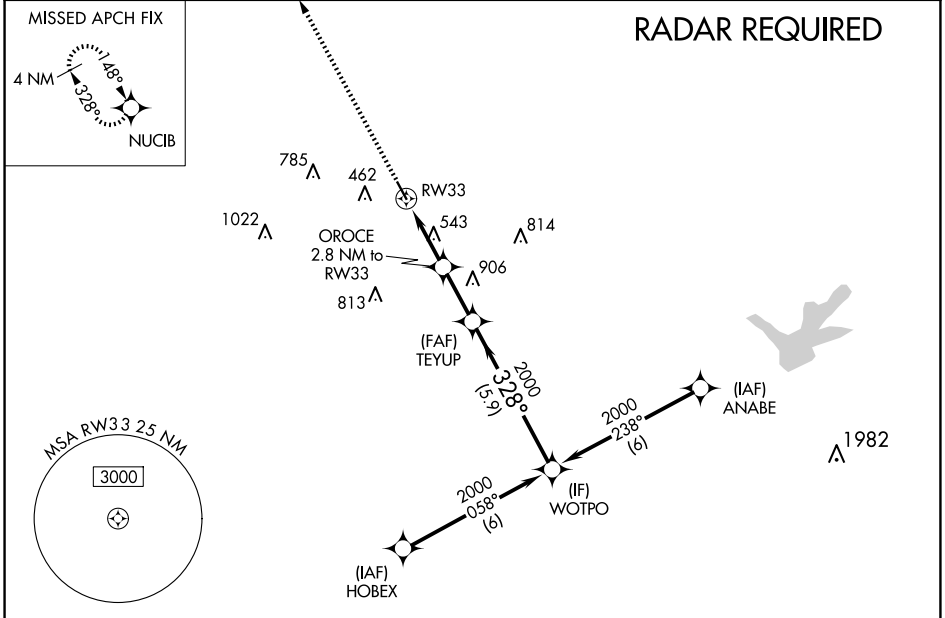 MISSED APCH FIX
4 NM
148°
328°
NUCIB
RADAR REQUIRED
785
462
RW33
1022
543
814
OROCE
2.8 NM to
RW33
906
813
(FAF)
TEYUP
2000
328°
(5.9)
(IAF)
ANABE
2000
238°
(6)
1982
MSA RW33 25 NM
3000
2000
058°
(6)
(IF)
WOTPO
(IAF)
HOBEX